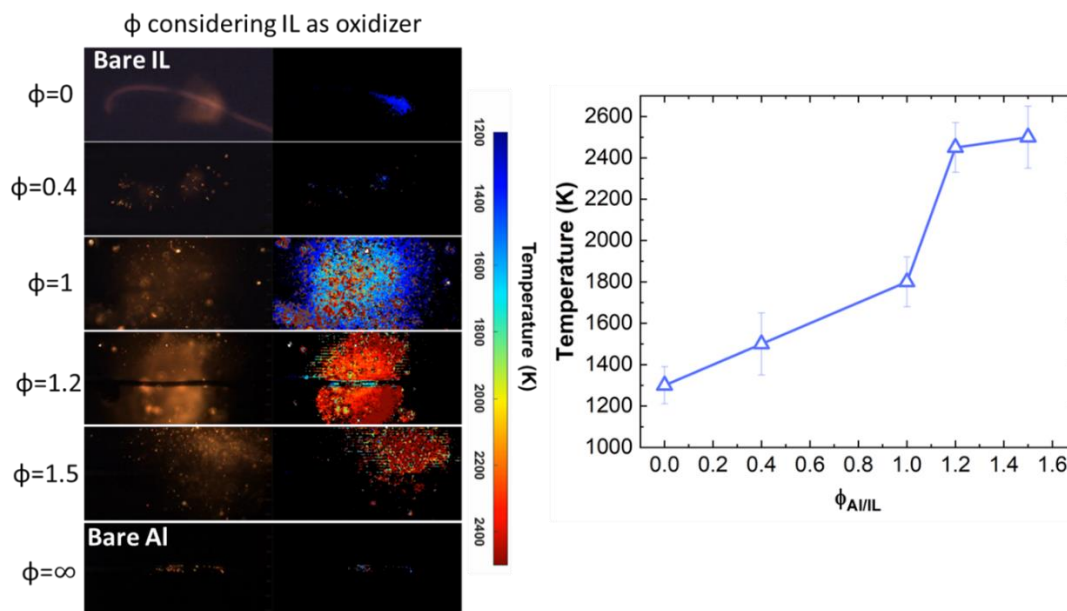 ϕ considering IL as oxidizer
Bare IL
ϕ=0
ϕ=0.4
ϕ=1
ϕ=1.2
ϕ=1.5
Bare Al
ϕ=∞
1200
1400
1600
1800
2000
2200
2400
Temperature (K)
Temperature (K)
2600
2400
2200
2000
1800
1600
1400
1200
1000
0.0 0.2 0.4 0.6 0.8 1.0 1.2 1.4 1.6
ϕAl/IL